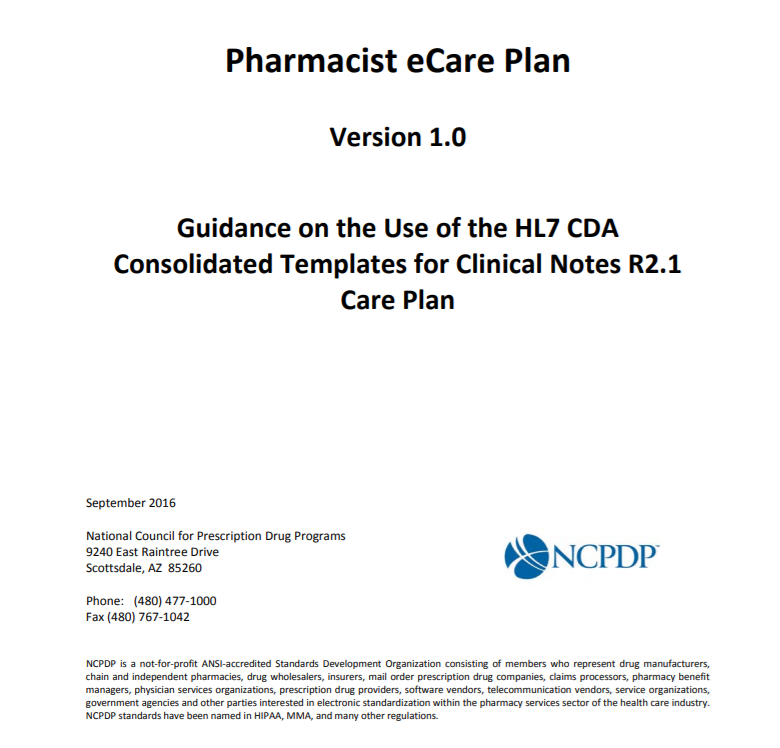 Pharmacist eCare Plan
Version 1.0
Guidance on the Use of the HL7 CDA
Consolidated Templates for Clinical Notes R2.1
Care Plan
September 2016
National Council for Prescription Drug Programs
9240 East Raintree Drive
Scottsdale, AZ 85260
Phone: (480) 477-1000
Fax (480) 767-1042
NCPDP™
NCPDP is a not-for-profit ANSI-accredited Standards Development Organization consisting of members who represent drug manufacturers,
chain and independent pharmacies, drug wholesalers, insurers, mail order prescription drug companies, claims processors, pharmacy benefit
managers, physician services organizations, prescription drug providers, software vendors, telecommunication vendors, service organizations,
government agencies and other parties interested in electronic standardization within the pharmacy services sector of the health care industry.
NCPDP standards have been named in HIPAA, MMA, and many other regulations.